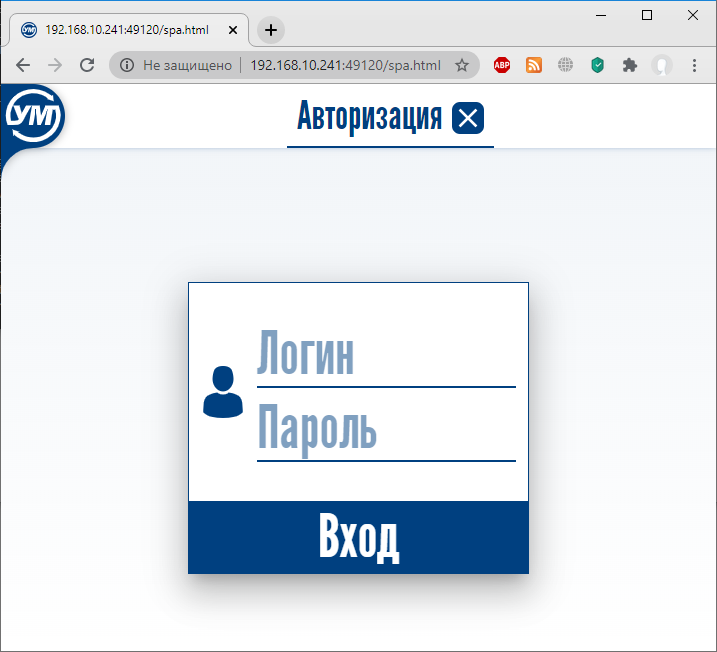 192.168.10.241:49120/spa.html
Не защищено 192.168.10.241:49120/spa.html
ABP
УМ
Авторизация
Логин
Пароль
Вход